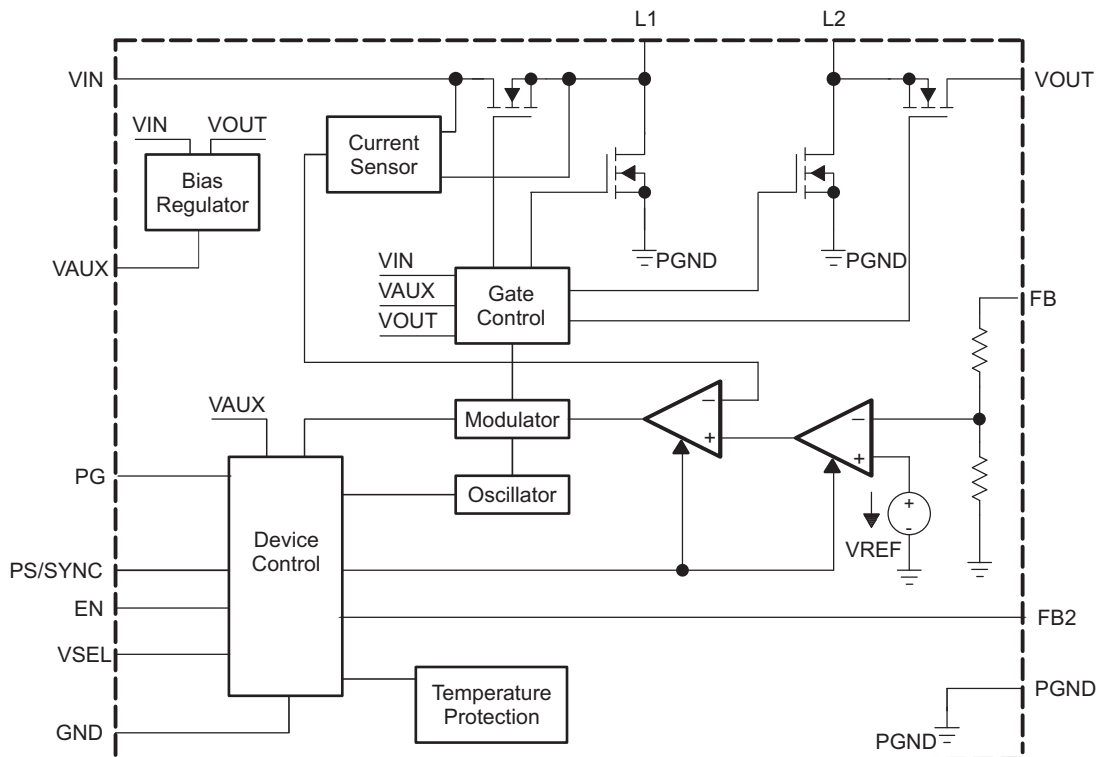 L1
L2
VIN
VOUT
VIN
VOUT
Current
Sensor
Bias
Regulator
VAUX
PGND
PGND
VIN
VAUX
VOUT
Gate
Control
FB
VAUX
Modulator
−
+
−
+
PG
Oscillator
+
-
VREF
Device
Control
PS/SYNC
EN
FB2
VSEL
Temperature
Protection
PGND
GND
PGND